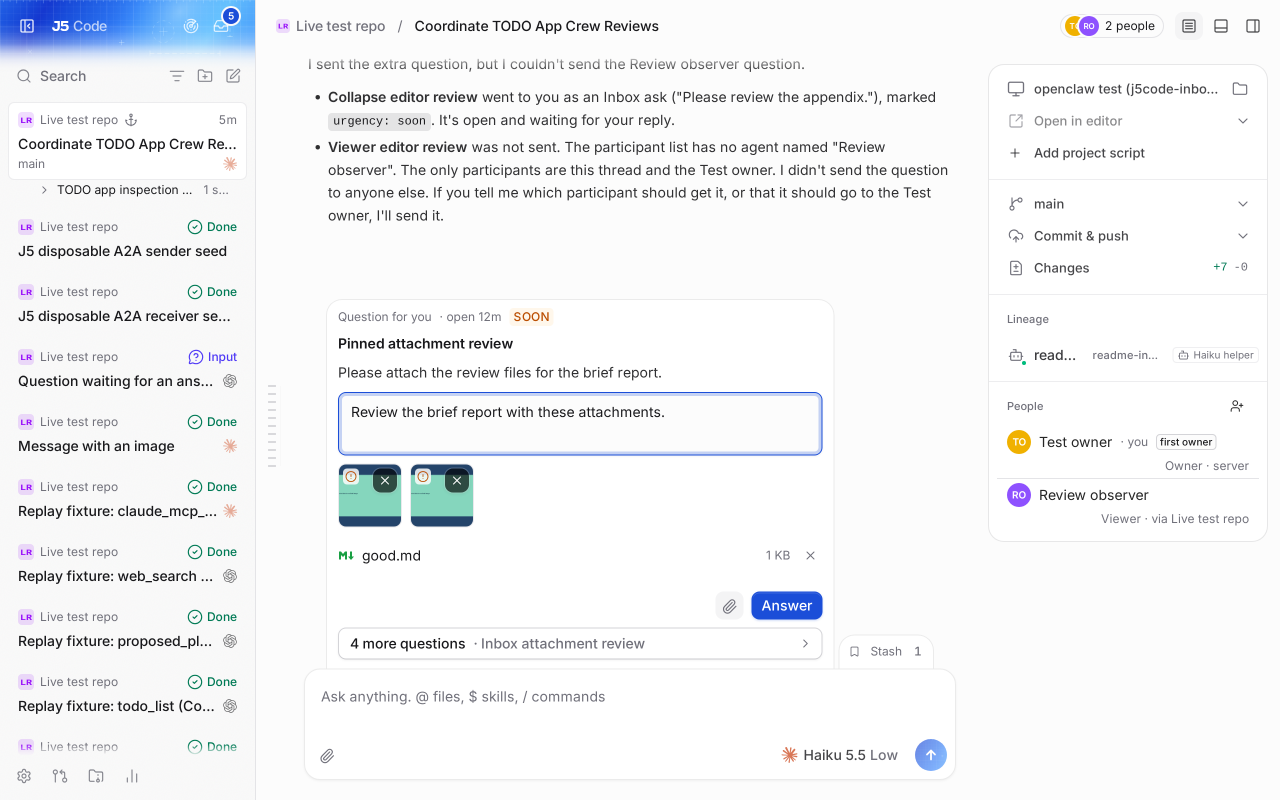 J5 Code
5
Search
LR Live test repo 5m
Coordinate TODO App Crew Re...
main
TODO app inspection ... 1 s...
LR Live test repo Done
J5 disposable A2A sender seed
LR Live test repo Done
J5 disposable A2A receiver se...
LR Live test repo Input
Question waiting for an ans...
LR Live test repo Done
Message with an image
LR Live test repo Done
Replay fixture: claude_mcp_...
LR Live test repo Done
Replay fixture: web_search ...
LR Live test repo Done
Replay fixture: proposed_pl...
LR Live test repo Done
Replay fixture: todo_list (Co...
LR Live test repo Done
LR Live test repo / Coordinate TODO App Crew Reviews
RO 2 people
I sent the extra question, but I couldn't send the Review observer question.
• Collapse editor review went to you as an Inbox ask ("Please review the appendix."), marked
urgency: soon. It's open and waiting for your reply.
• Viewer editor review was not sent. The participant list has no agent named "Review
observer". The only participants are this thread and the Test owner. I didn't send the question
to anyone else. If you tell me which participant should get it, or that it should go to the Test
owner, I'll send it.
Question for you · open 12m SOON
Pinned attachment review
Please attach the review files for the brief report.
Review the brief report with these attachments.
M↓ good.md 1 KB
Answer
4 more questions · Inbox attachment review
Stash 1
Ask anything. @ files, $ skills, / commands
Haiku 5.5 Low
openclaw test (j5code-inbo...
Open in editor
Add project script
main
Commit & push
Changes +7 -0
Lineage
read... readme-in... Haiku helper
People
TO Test owner · you first owner
Owner · server
RO Review observer
Viewer · via Live test repo